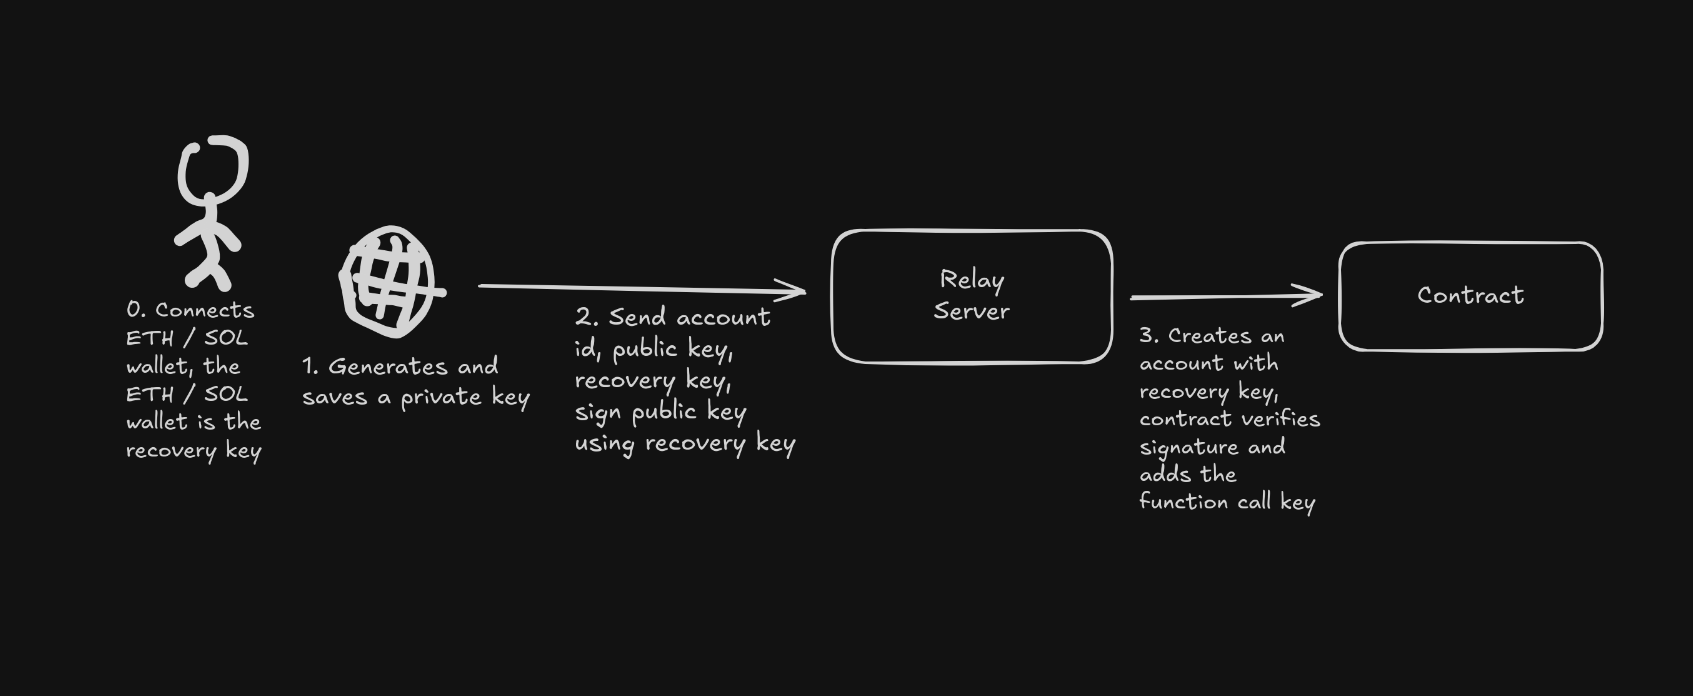 0. Connects
ETH / SOL
wallet, the
ETH / SOL
wallet is the
recovery key
1. Generates and
saves a private key
2. Send account
id, public key,
recovery key,
sign public key
using recovery key
Relay
Server
3. Creates an
account with
recovery key,
contract verifies
signature and
adds the
function call key
Contract